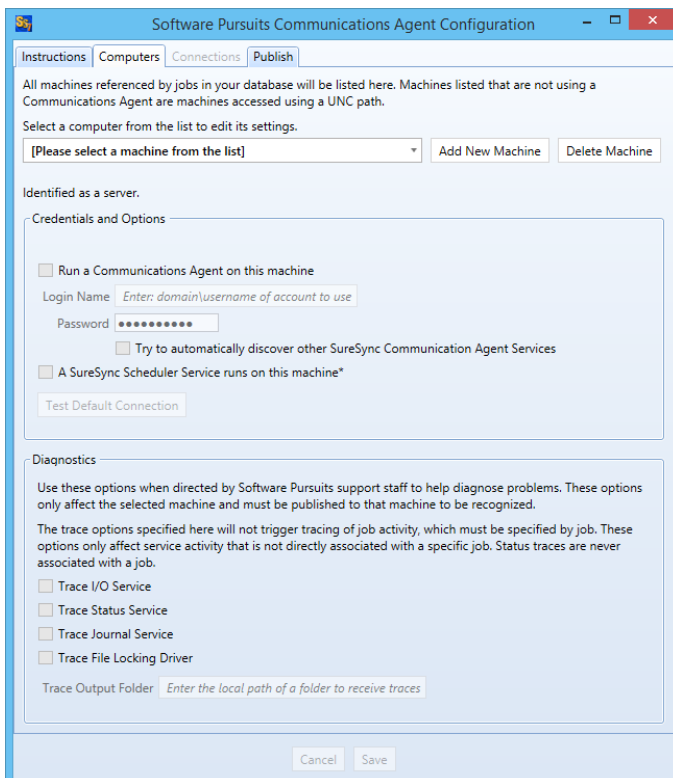 Software Pursuits Communications Agent Configuration
Instructions Computers Connections Publish
All machines referenced by jobs in your database will be listed here. Machines listed that are not using a
Communications Agent are machines accessed using a UNC path.
Select a computer from the list to edit its settings.
[Please select a machine from the list] Add New Machine Delete Machine
Identified as a server.
Credentials and Options
Run a Communications Agent on this machine
Login Name Enter: domain\username of account to use
Password ●●●●●●●●●●
Try to automatically discover other SureSync Communication Agent Services
A SureSync Scheduler Service runs on this machine*
Test Default Connection
Diagnostics
Use these options when directed by Software Pursuits support staff to help diagnose problems. These options
only affect the selected machine and must be published to that machine to be recognized.
The trace options specified here will not trigger tracing of job activity, which must be specified by job. These
options only affect service activity that is not directly associated with a specific job. Status traces are never
associated with a job.
Trace I/O Service
Trace Status Service
Trace Journal Service
Trace File Locking Driver
Trace Output Folder Enter the local path of a folder to receive traces
Cancel Save